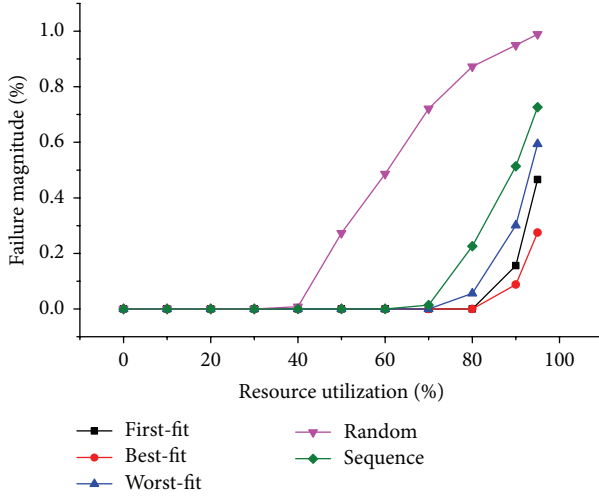 1.0
0.8
0.6
0.4
0.2
0.0
Failure magnitude (%)
0 20 40 60 80 100
Resource utilization (%)
First-fit
Best-fit
Worst-fit
Random
Sequence